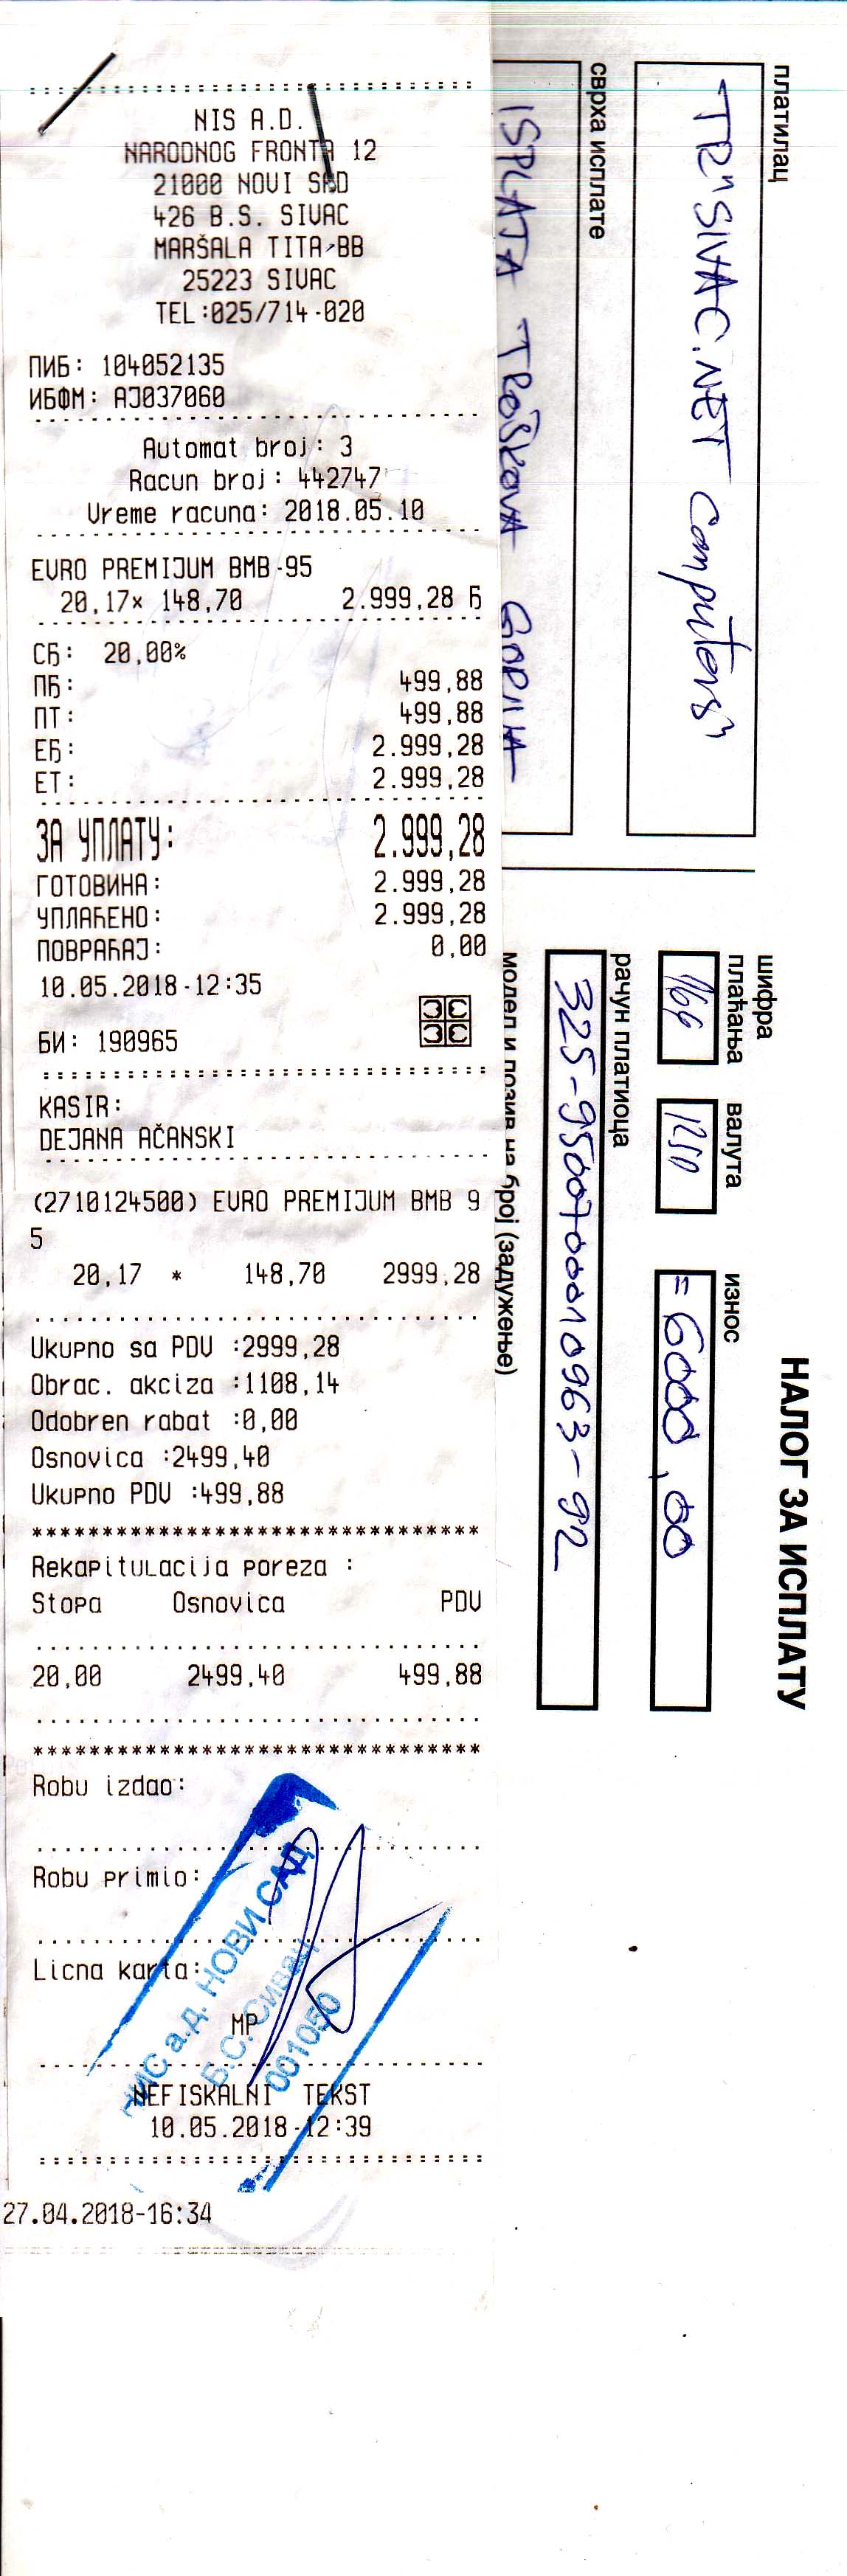 NIS A.D.
NARODNOG FRONTA 12
21000 NOVI SAD
426 B.S. SIVAC
MARŠALA TITA BB
25223 SIVAC
TEL:025/714-020
ПИБ: 104052135
ИБФМ: AJ037060
Automat broj: 3
Racun broj: 442747
Vreme racuna: 2018.05.10
EURO PREMIJUM BMB-95
20,17x 148,70 2.999,28 Ђ
СЂ: 20,00%
ПЂ: 499,88
ПТ: 499,88
ЕЂ: 2.999,28
ЕТ: 2.999,28
ЗА УПЛАТУ: 2.999,28
ГОТОВИНА: 2.999,28
УПЛАЋЕНО: 2.999,28
ПОВРАЋАЈ: 0,00
10.05.2018-12:35
БИ: 190965
KASIR:
DEJANA AČANSKI
(2710124500) EURO PREMIJUM BMB 9
5
20,17 * 148,70 2999,28
Ukupno sa PDV :2999,28
Obrac. akciza :1108,14
Odobren rabat :0,00
Osnovica :2499,40
Ukupno PDV :499,88
********************************
Rekapitulacija poreza :
Stopa Osnovica PDV
20,00 2499,40 499,88
********************************
Robu izdao:
Robu primio:
Licna karta:
MP
НИС а.д. НОВИ САД
Б.С. Сивац
001050
NEFISKALNI TEKST
10.05.2018-12:39
27.04.2018-16:34
НАЛОГ ЗА ИСПЛАТУ
платилац
"TR" SIVAC.NET Computers"
сврха исплате
ISPLATA TROŠKOVA GORIVA
шифра
плаћања
166
валута
1250
износ
=6000,00
рачун платиоца
325-9500700010963-92
модел и позив на број (задужење)